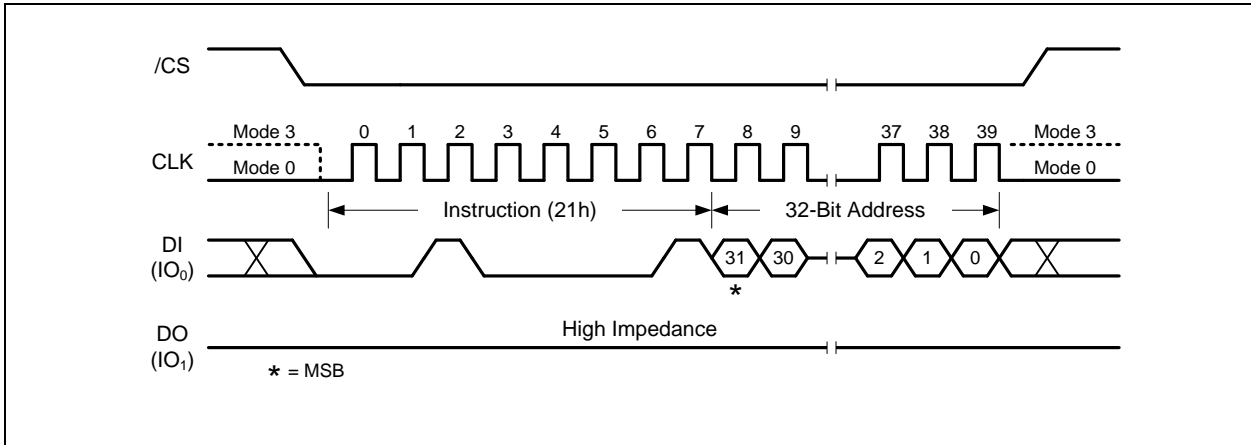 /CS
Mode 3 0 1 2 3 4 5 6 7 8 9 37 38 39 Mode 3
CLK
Mode 0 Mode 0
Instruction (21h) 32-Bit Address
DI
(IO₀)
31 30 2 1 0
*
High Impedance
DO
(IO₁)
* = MSB